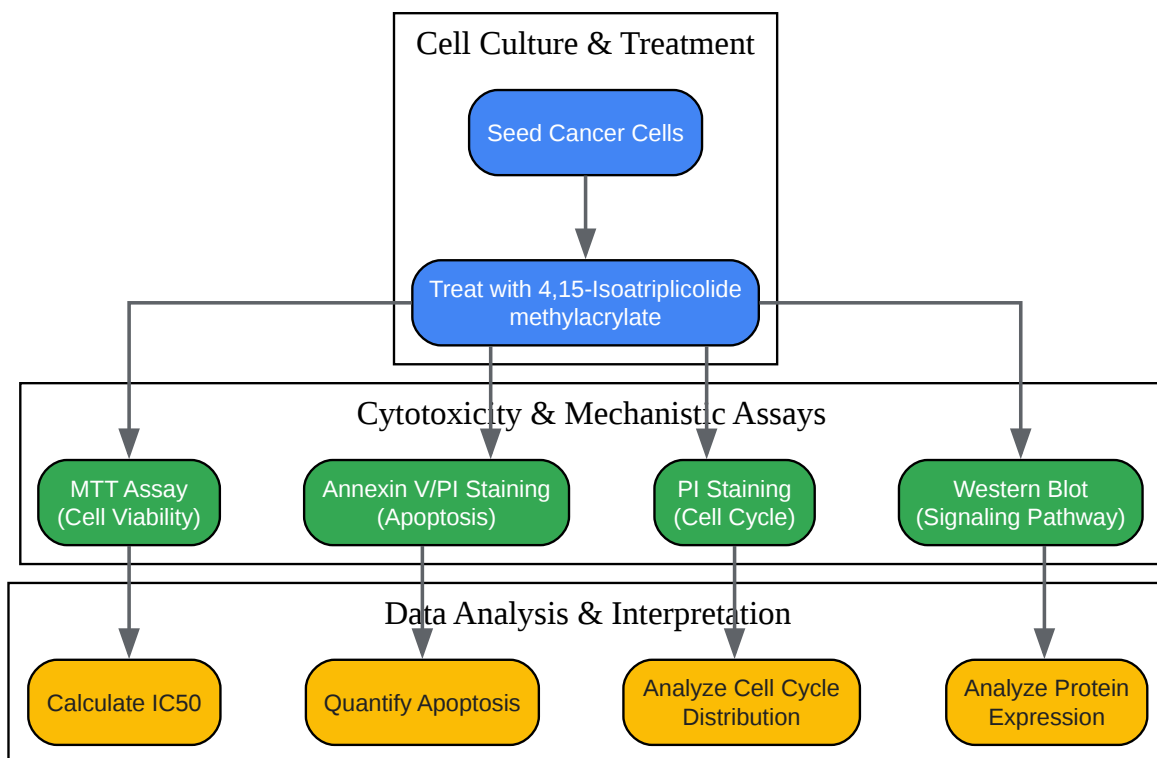 Cell Culture & Treatment
Seed Cancer Cells
Treat with 4,15-Isoatriplicolide
methylacrylate
Cytotoxicity & Mechanistic Assays
MTT Assay
(Cell Viability)
Annexin V/PI Staining
(Apoptosis)
PI Staining
(Cell Cycle)
Western Blot
(Signaling Pathway)
Data Analysis & Interpretation
Calculate IC50
Quantify Apoptosis
Analyze Cell Cycle
Distribution
Analyze Protein
Expression